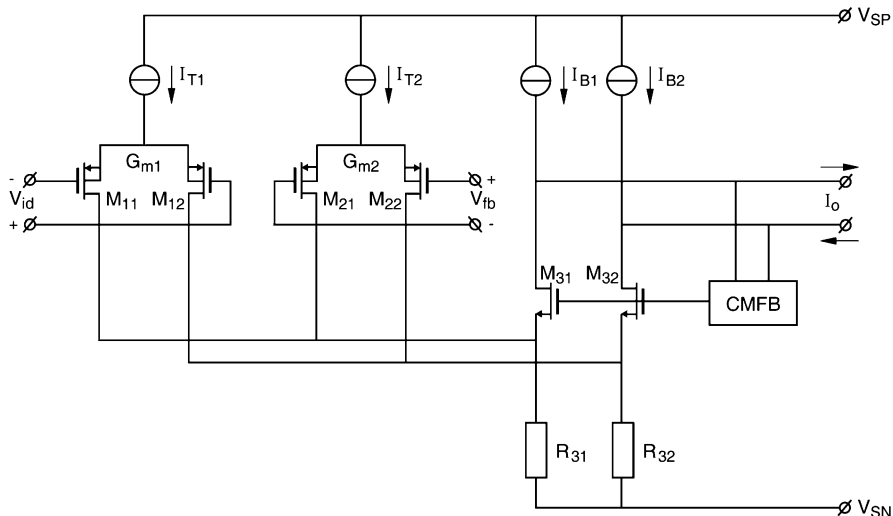 V_SP
I_T1
I_T2
I_B1
I_B2
G_m1
G_m2
-
V_id
+
M_11
M_12
M_21
M_22
+
V_fb
-
I_o
M_31
M_32
CMFB
R_31
R_32
V_SN